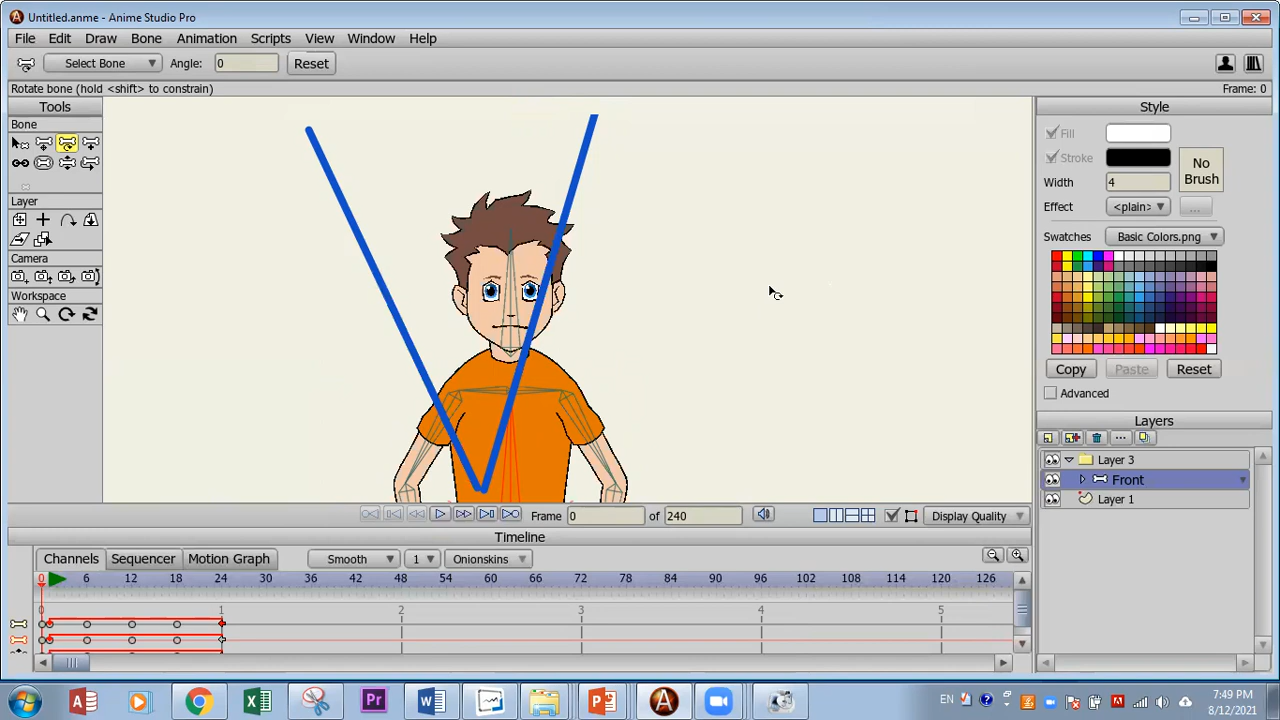 Untitled.anme - Anime Studio Pro
File Edit Draw Bone Animation Scripts View Window Help
Select Bone Angle: 0 Reset
Rotate bone (hold <shift> to constrain) Frame: 0
Tools Style
Bone
Fill
Stroke No Brush
Width 4
Layer
Effect <plain> ...
Swatches Basic Colors.png
Camera
Workspace
Copy Paste Reset
Advanced
Layers
Layer 3
Front
Layer 1
Frame 0 of 240 Display Quality
Timeline
Channels Sequencer Motion Graph Smooth 1 Onionskins
0 6 12 18 24 30 36 42 48 54 60 66 72 78 84 90 96 102 108 114 120 126
0 1 2 3 4 5
EN 7:49 PM
8/12/2021